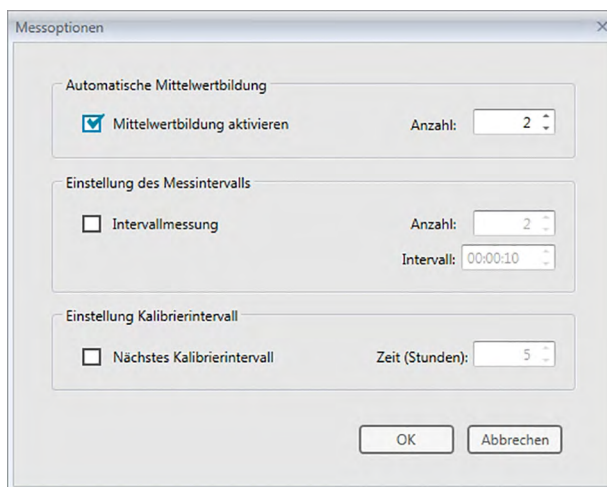 Messoptionen
Automatische Mittelwertbildung
Mittelwertbildung aktivieren Anzahl: 2
Einstellung des Messintervalls
Intervallmessung Anzahl: 2
Intervall: 00:00:10
Einstellung Kalibrierintervall
Nächstes Kalibrierintervall Zeit (Stunden): 5
OK Abbrechen